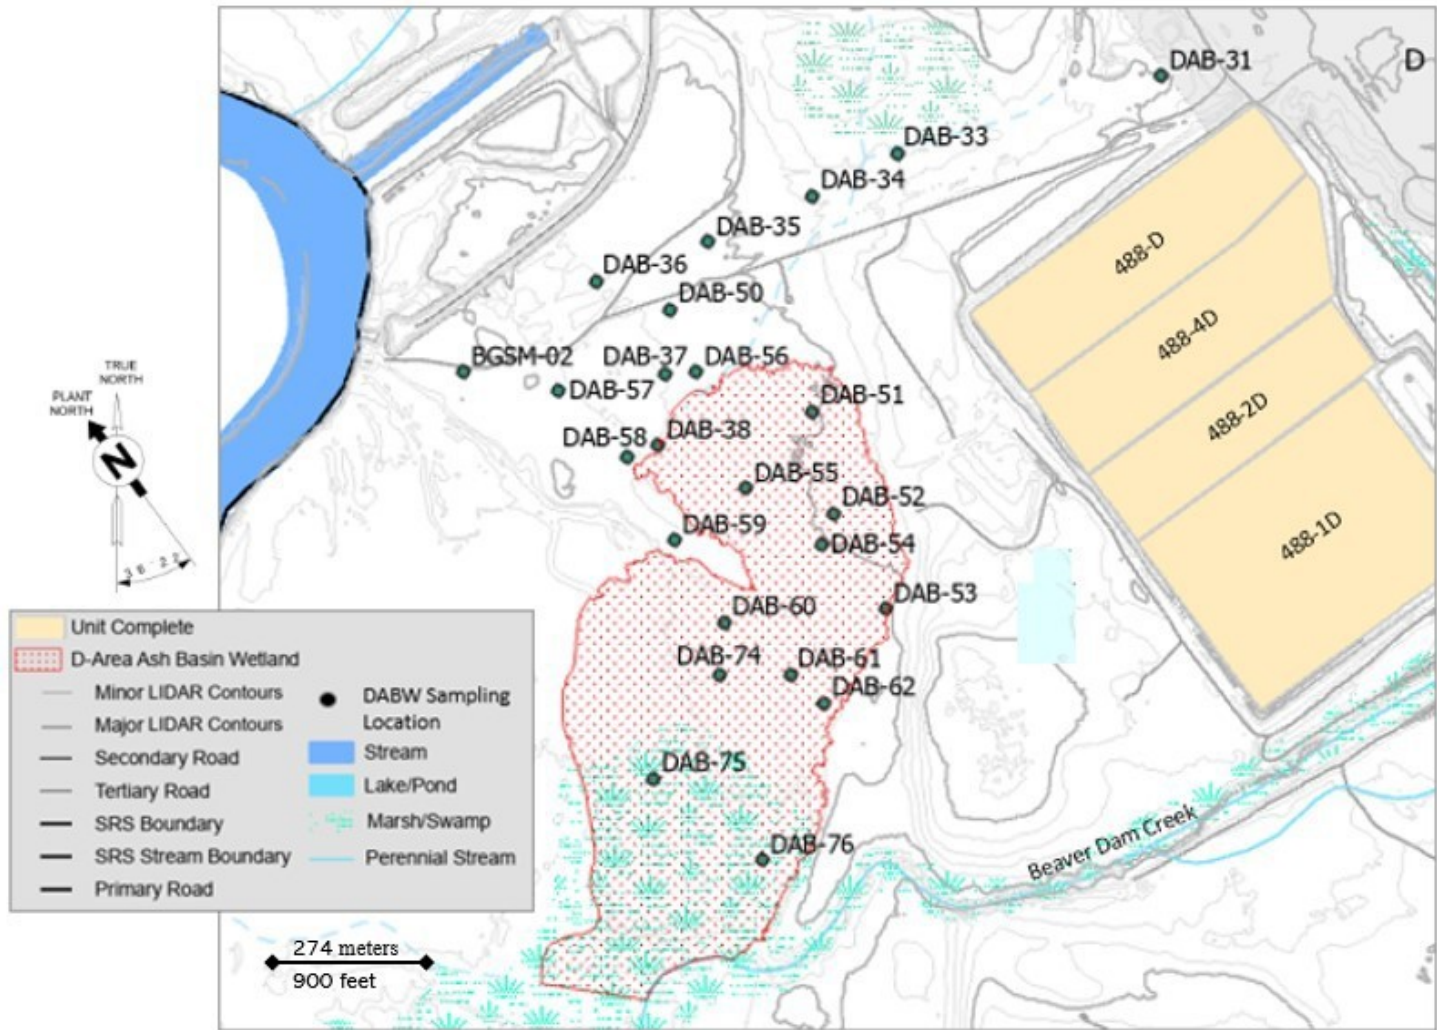 DAB-31
D
DAB-33
DAB-34
DAB-35
DAB-36
488-D
DAB-50
488-4D
BGSM-02
DAB-37
DAB-56
TRUE
NORTH
PLANT
NORTH
DAB-57
DAB-51
488-2D
DAB-58
DAB-38
N
DAB-55
DAB-52
DAB-59
488-1D
DAB-54
38.22
DAB-53
DAB-60
Unit Complete
D-Area Ash Basin Wetland
Minor LIDAR Contours
Major LIDAR Contours
Secondary Road
Tertiary Road
SRS Boundary
SRS Stream Boundary
Primary Road
DABW Sampling
Location
Stream
Lake/Pond
Marsh/Swamp
Perennial Stream
DAB-74
DAB-61
DAB-62
DAB-75
DAB-76
Beaver Dam Creek
274 meters
900 feet